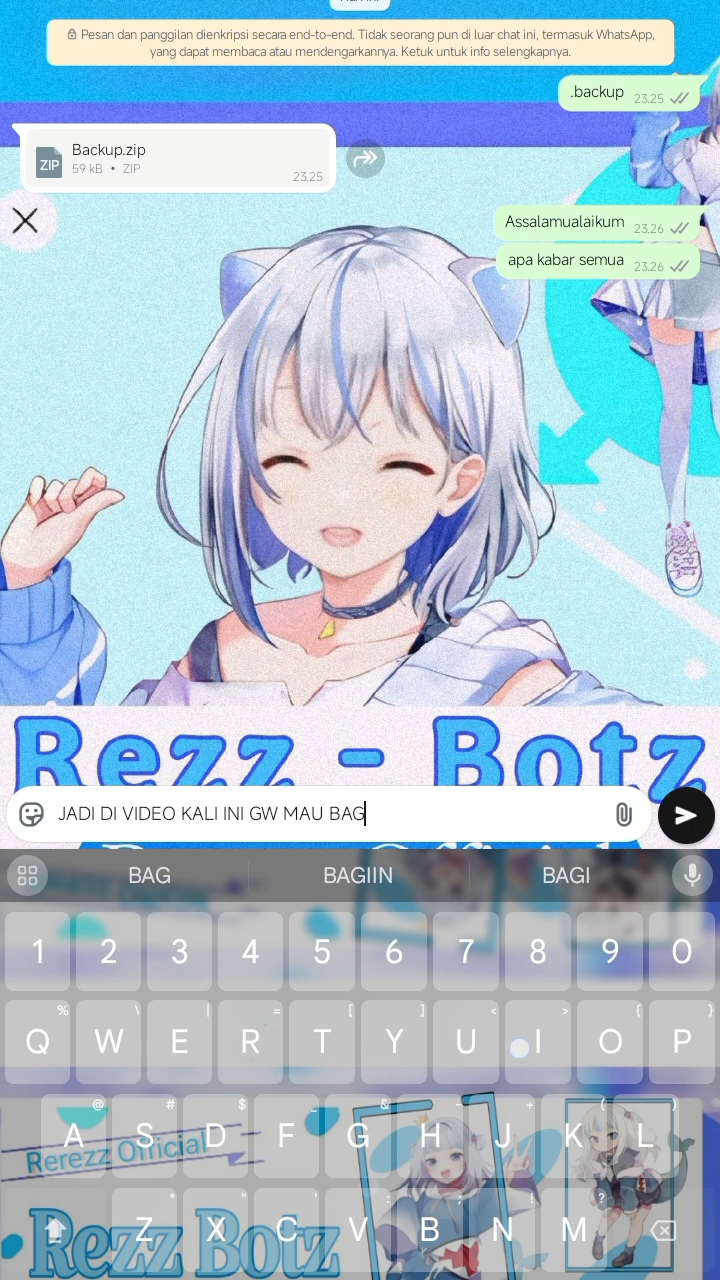 Pesan dan panggilan dienkripsi secara end-to-end. Tidak seorang pun di luar chat ini, termasuk WhatsApp,
yang dapat membaca atau mendengarkannya. Ketuk untuk info selengkapnya.
.backup 23.25
Backup.zip
ZIP
59 kB • ZIP
23.25
Assalamualaikum 23.26
apa kabar semua 23.26
Rezz - Botz
JADI DI VIDEO KALI INI GW MAU BAG
BAG BAGIIN BAGI
1 2 3 4 5 6 7 8 9 0
% \ | = [ ] < > { }
Q W E R T Y U I O P
@ # $ _ & - + ( )
A S D F G H J K L
Rerezz Official
* " ' : ; ! ?
Z X C V B N M
Rezz Botz